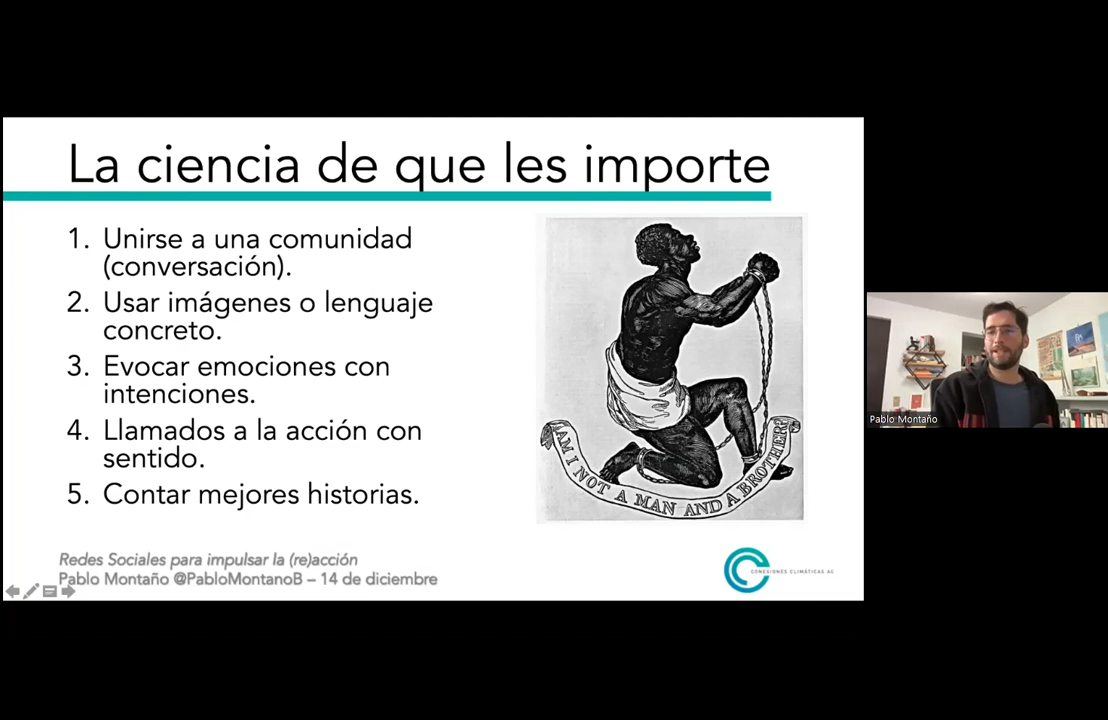 La ciencia de que les importe
1. Unirse a una comunidad
(conversación).
2. Usar imágenes o lenguaje
concreto.
3. Evocar emociones con
intenciones.
4. Llamados a la acción con
sentido.
5. Contar mejores historias.
AM I NOT A MAN AND A BROTHER?
Redes Sociales para impulsar la (re)acción
Pablo Montaño @PabloMontanoB – 14 de diciembre
CONEXIONES CLIMÁTICAS AC
Pablo Montaño